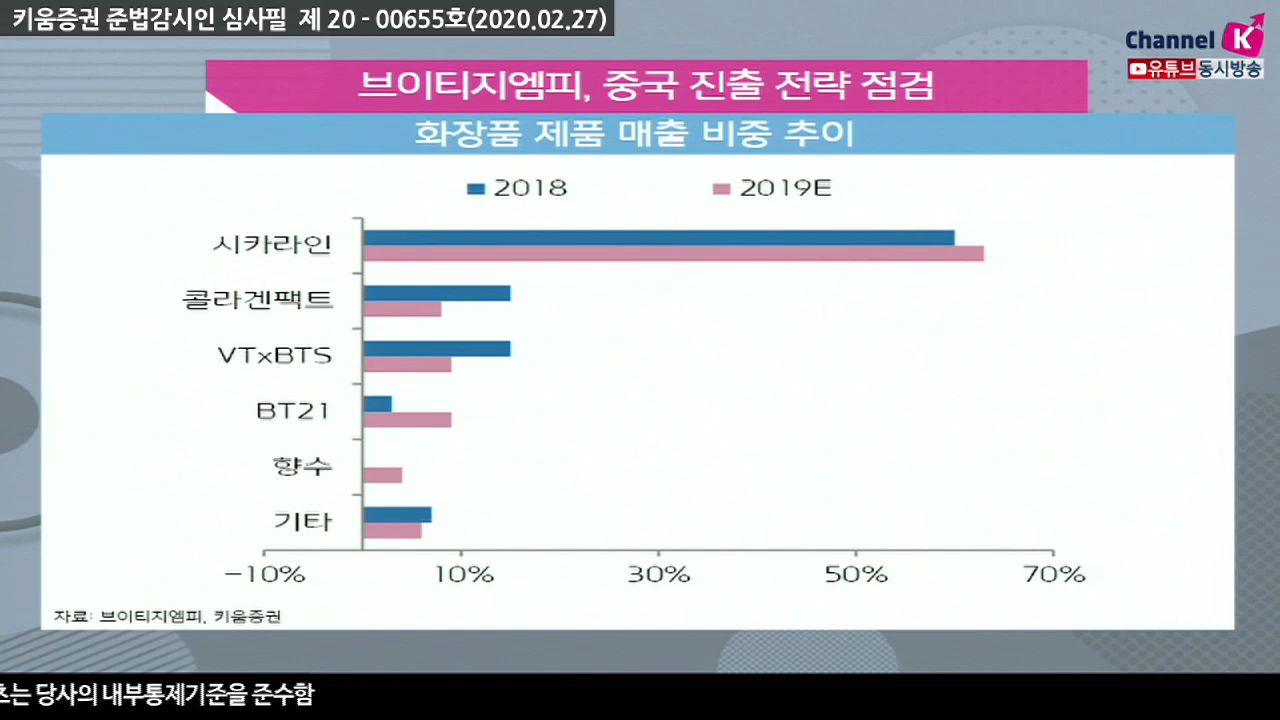 키움증권 준법감시인 심사필 제 20 - 00655호(2020.02.27)
Channel K
유튜브 동시방송
브이티지엠피, 중국 진출 전략 점검
화장품 제품 매출 비중 추이
2018 2019E
시카라인
콜라겐팩트
VTxBTS
BT21
향수
기타
-10% 10% 30% 50% 70%
자료: 브이티지엠피, 키움증권
는 당사의 내부통제기준을 준수함